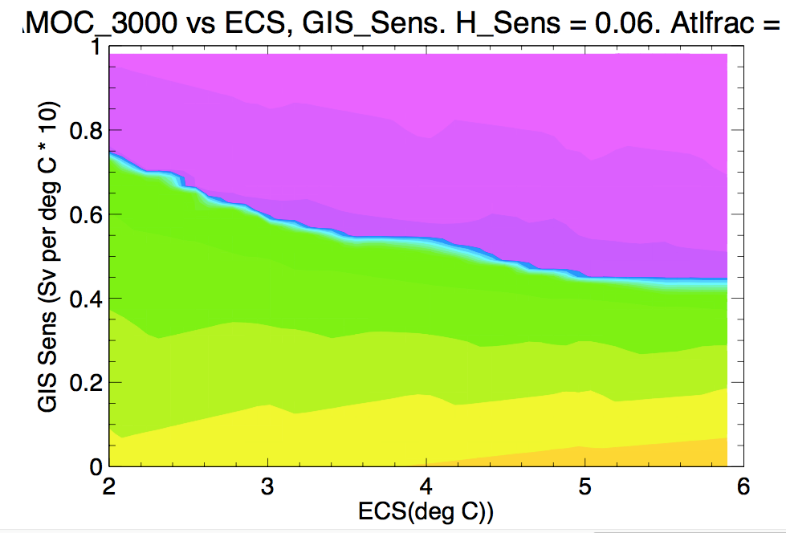 MOC_3000 vs ECS, GIS_Sens. H_Sens = 0.06. Atlfrac =
1
0.8
0.6
0.4
0.2
0
GIS Sens (Sv per deg C * 10)
2 3 4 5 6
ECS(deg C))